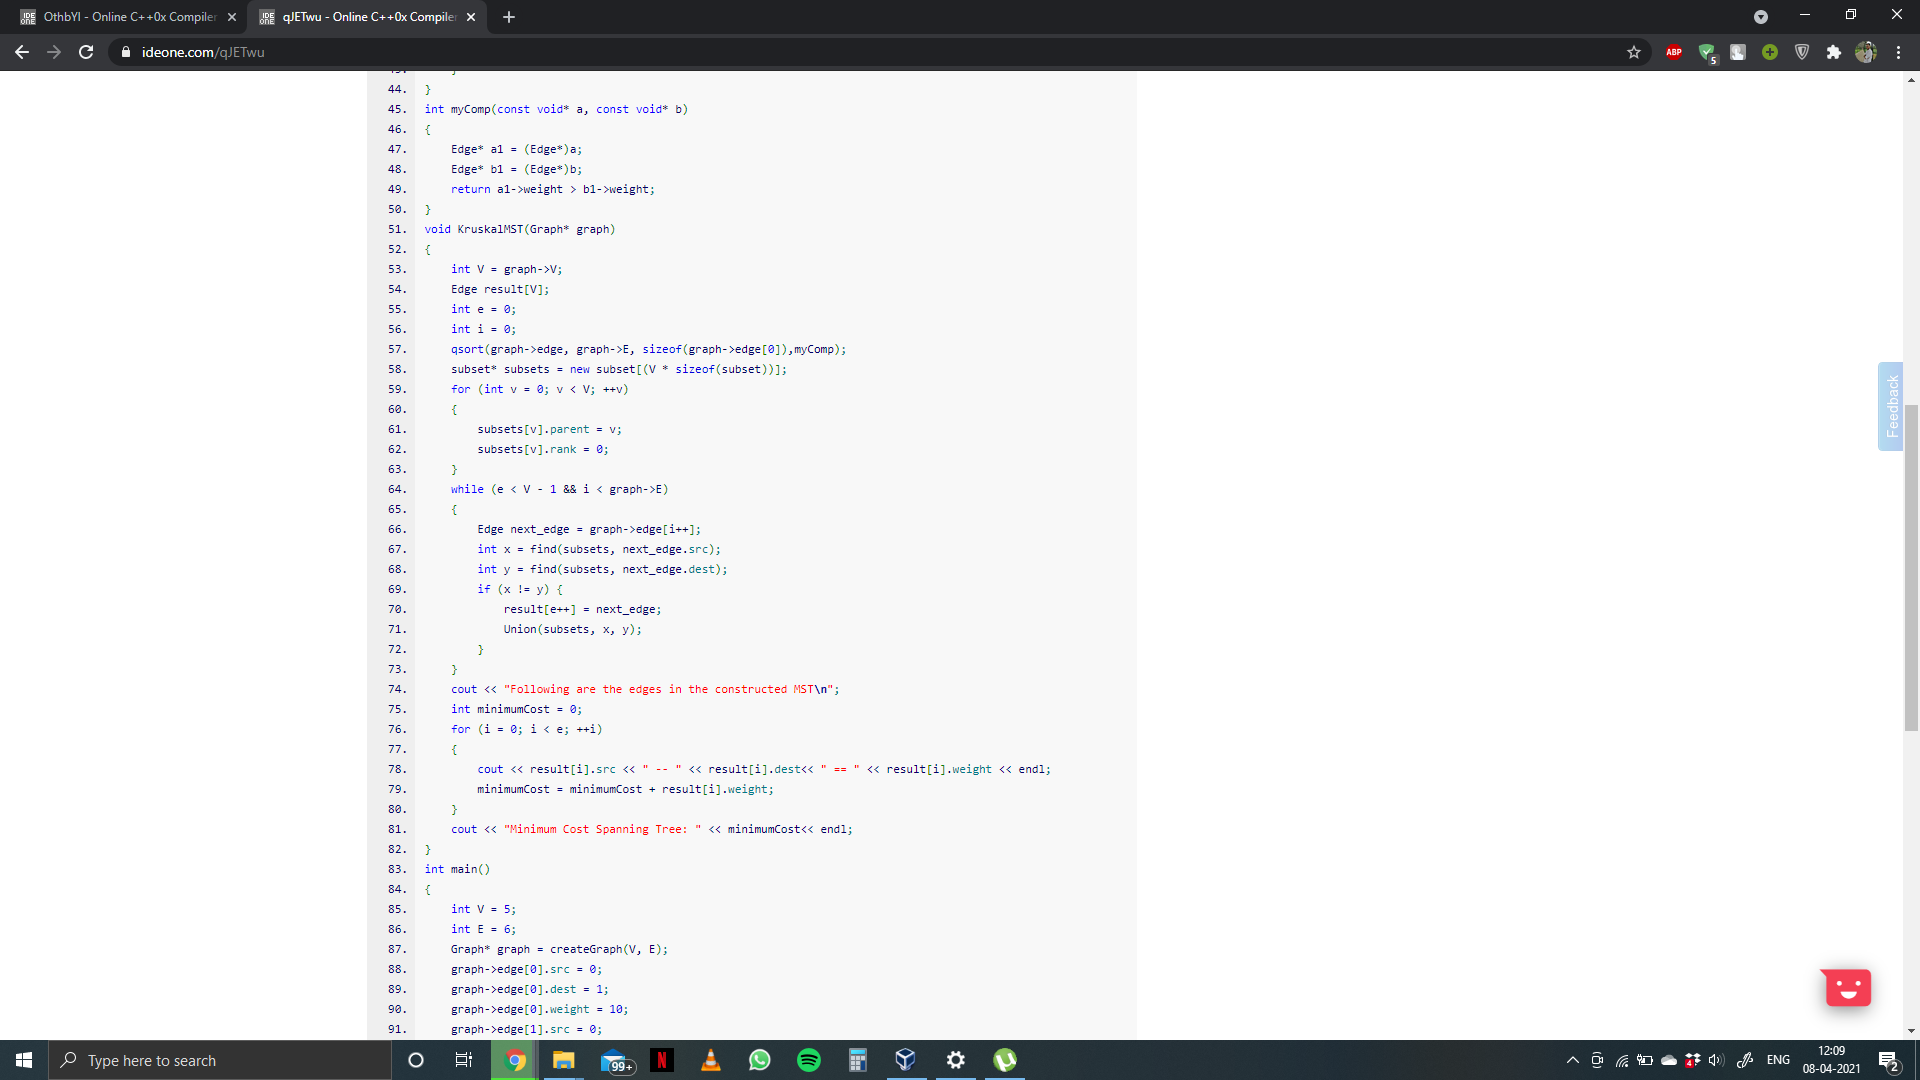 OthbYI - Online C++0x Compiler
qJETwu - Online C++0x Compiler
ideone.com/qJETwu
ABP
5
44. }
45. int myComp(const void* a, const void* b)
46. {
47. Edge* a1 = (Edge*)a;
48. Edge* b1 = (Edge*)b;
49. return a1->weight > b1->weight;
50. }
51. void KruskalMST(Graph* graph)
52. {
53. int V = graph->V;
54. Edge result[V];
55. int e = 0;
56. int i = 0;
57. qsort(graph->edge, graph->E, sizeof(graph->edge[0]),myComp);
58. subset* subsets = new subset[(V * sizeof(subset))];
59. for (int v = 0; v < V; ++v)
60. {
61. subsets[v].parent = v;
62. subsets[v].rank = 0;
63. }
64. while (e < V - 1 && i < graph->E)
65. {
66. Edge next_edge = graph->edge[i++];
67. int x = find(subsets, next_edge.src);
68. int y = find(subsets, next_edge.dest);
69. if (x != y) {
70. result[e++] = next_edge;
71. Union(subsets, x, y);
72. }
73. }
74. cout << "Following are the edges in the constructed MST\n";
75. int minimumCost = 0;
76. for (i = 0; i < e; ++i)
77. {
78. cout << result[i].src << " -- " << result[i].dest<< " == " << result[i].weight << endl;
79. minimumCost = minimumCost + result[i].weight;
80. }
81. cout << "Minimum Cost Spanning Tree: " << minimumCost<< endl;
82. }
83. int main()
84. {
85. int V = 5;
86. int E = 6;
87. Graph* graph = createGraph(V, E);
88. graph->edge[0].src = 0;
89. graph->edge[0].dest = 1;
90. graph->edge[0].weight = 10;
91. graph->edge[1].src = 0;
Feedback
Type here to search
99+
N
4
ENG
12:09
08-04-2021
2